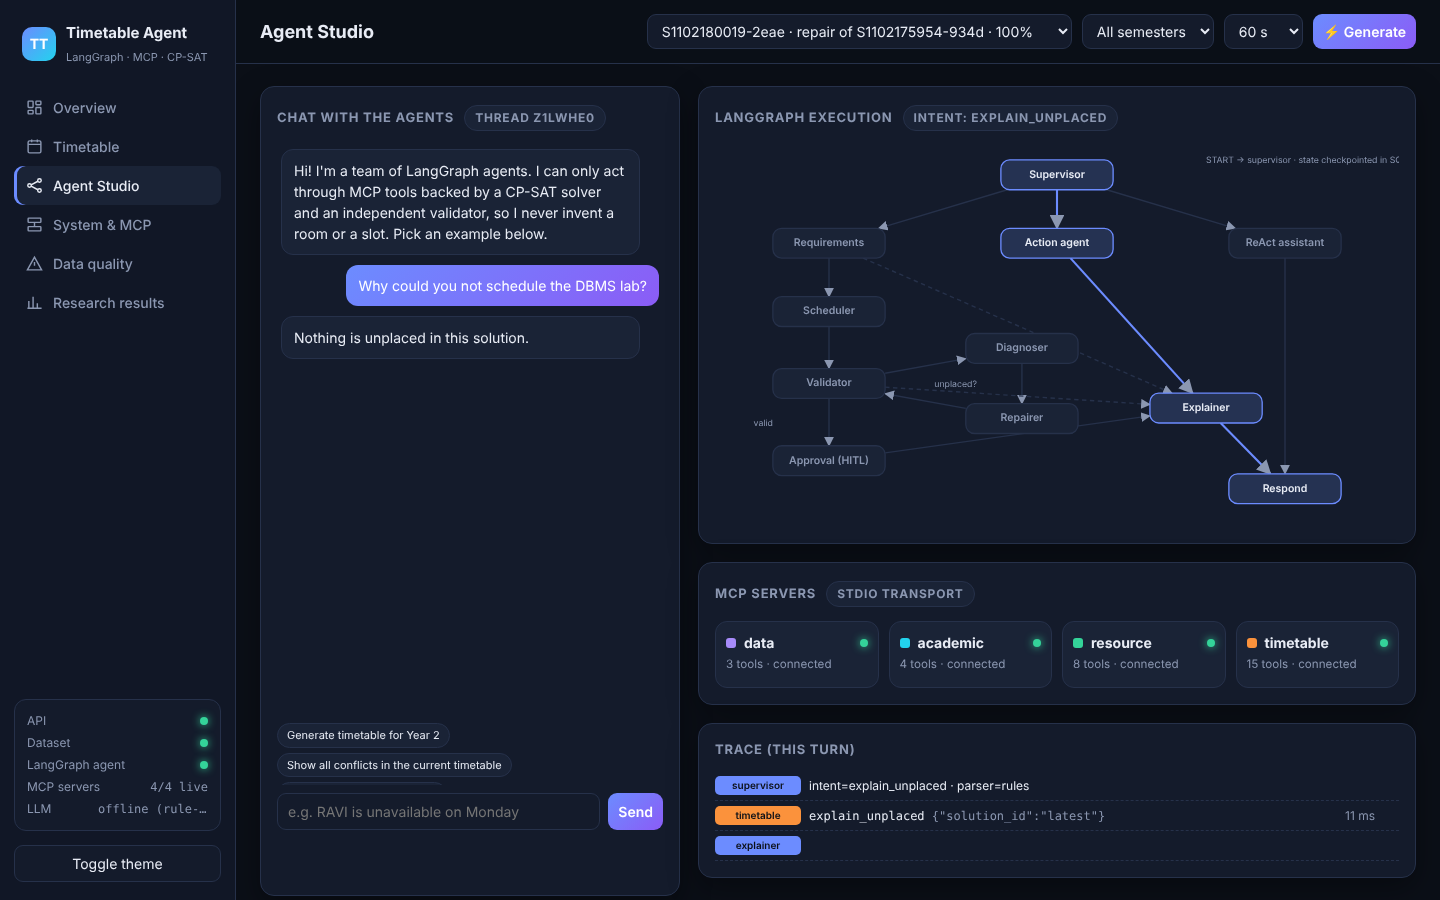 TT
Timetable Agent
LangGraph · MCP · CP-SAT
Overview
Timetable
Agent Studio
System & MCP
Data quality
Research results
API
Dataset
LangGraph agent
MCP servers 4/4 live
LLM offline (rule-…
Toggle theme
Agent Studio
S1102180019-2eae · repair of S1102175954-934d · 100%
All semesters
60 s
⚡ Generate
CHAT WITH THE AGENTS
THREAD Z1LWHE0
Hi! I'm a team of LangGraph agents. I can only act
through MCP tools backed by a CP-SAT solver
and an independent validator, so I never invent a
room or a slot. Pick an example below.
Why could you not schedule the DBMS lab?
Nothing is unplaced in this solution.
Generate timetable for Year 2
Show all conflicts in the current timetable
e.g. RAVI is unavailable on Monday
Send
LANGGRAPH EXECUTION
INTENT: EXPLAIN_UNPLACED
START → supervisor · state checkpointed in
Supervisor
Requirements
Action agent
ReAct assistant
Scheduler
Diagnoser
Validator
unplaced?
Explainer
Repairer
valid
Approval (HITL)
Respond
MCP SERVERS
STDIO TRANSPORT
data
3 tools · connected
academic
4 tools · connected
resource
8 tools · connected
timetable
15 tools · connected
TRACE (THIS TURN)
supervisor intent=explain_unplaced · parser=rules
timetable explain_unplaced {"solution_id":"latest"} 11 ms
explainer